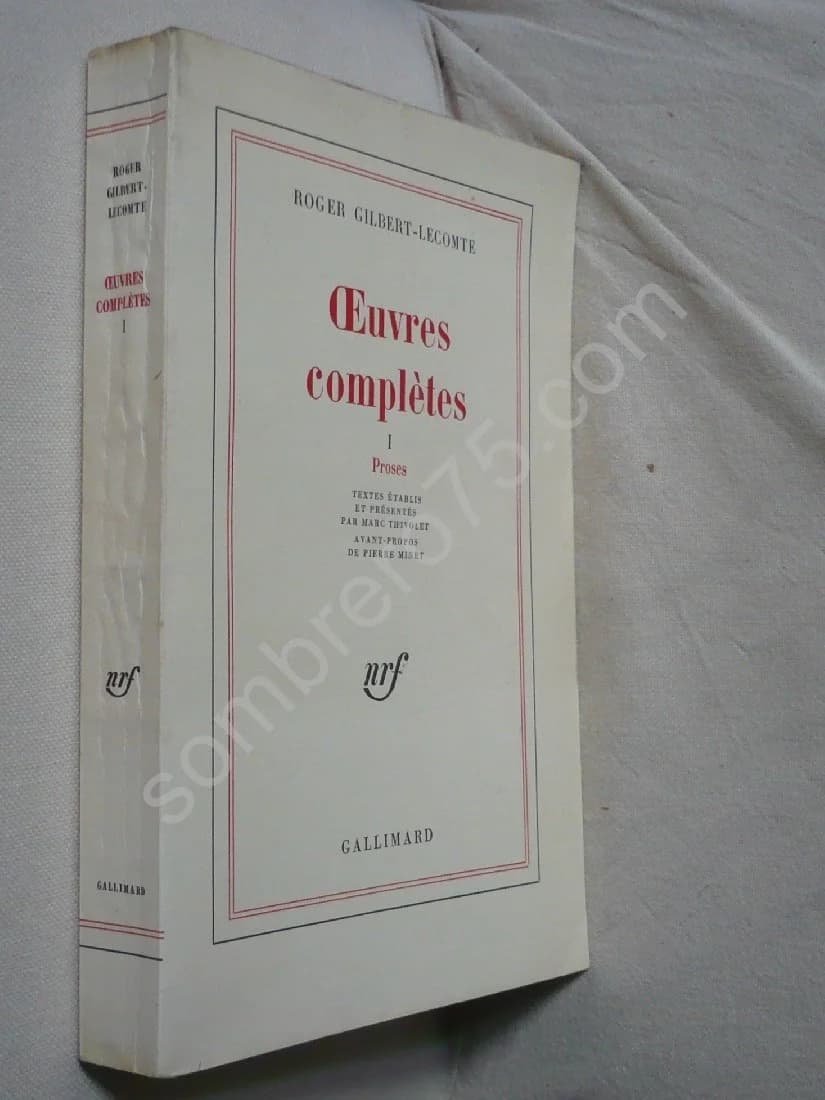 ROGER
GILBERT-
LECOMTE
ŒUVRES
COMPLÈTES
I
nrf
GALLIMARD
ROGER GILBERT-LECOMTE
Œuvres
complètes
I
Proses
TEXTES ÉTABLIS
ET PRÉSENTÉS
PAR MARC THIVOLET
AVANT-PROPOS
DE PIERRE MINET
nrf
GALLIMARD
sombrero75.com